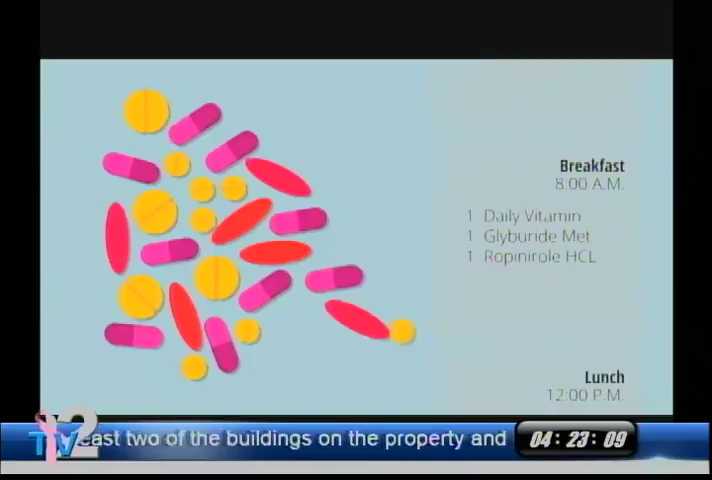 Breakfast
8:00 A.M.
1 Daily Vitamin
1 Glyburide Met
1 Ropinirole HCL
Lunch
12:00 P.M.
TV2
east two of the buildings on the property and
04:23:09